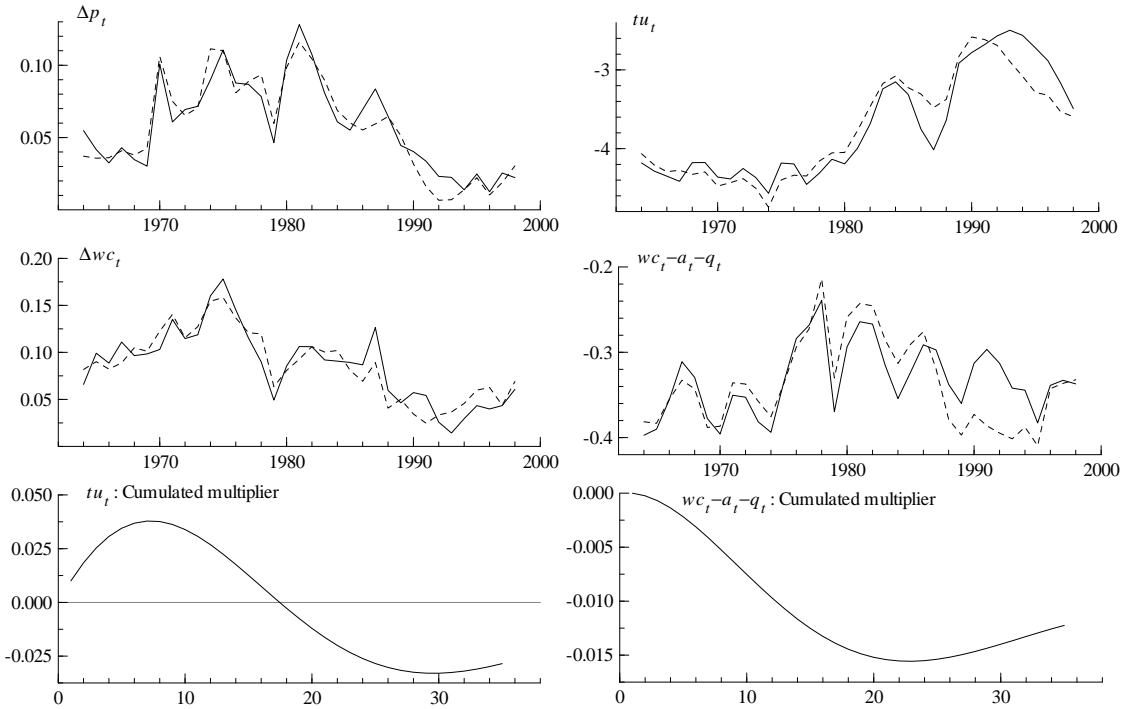 Δp_t
0.10
0.05
1970 1980 1990 2000
tu_t
-3
-4
1970 1980 1990 2000
Δwc_t
0.20
0.15
0.10
0.05
1970 1980 1990 2000
wc_t−a_t−q_t
-0.2
-0.3
-0.4
1970 1980 1990 2000
tu_t : Cumulated multiplier
0.050
0.025
0.000
-0.025
0 10 20 30
wc_t−a_t−q_t : Cumulated multiplier
0.000
-0.005
-0.010
-0.015
0 10 20 30